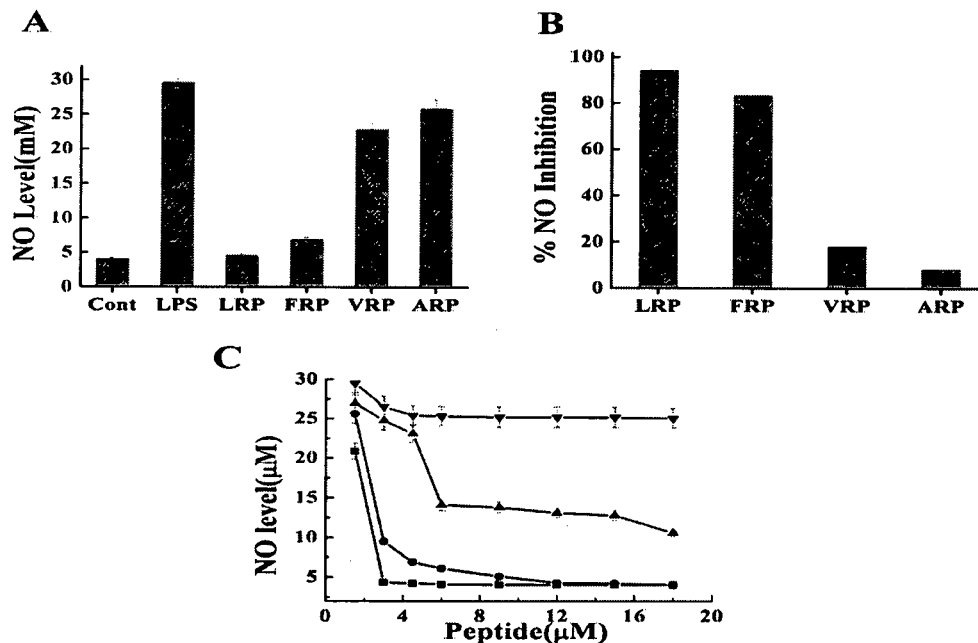 A
NO Level(mM)
30
25
20
15
10
5
0
Cont LPS LRP FRP VRP ARP
B
% NO Inhibition
100
80
60
40
20
0
LRP FRP VRP ARP
C
NO level(μM)
30
25
20
15
10
5
0 4 8 12 16 20
Peptide(μM)